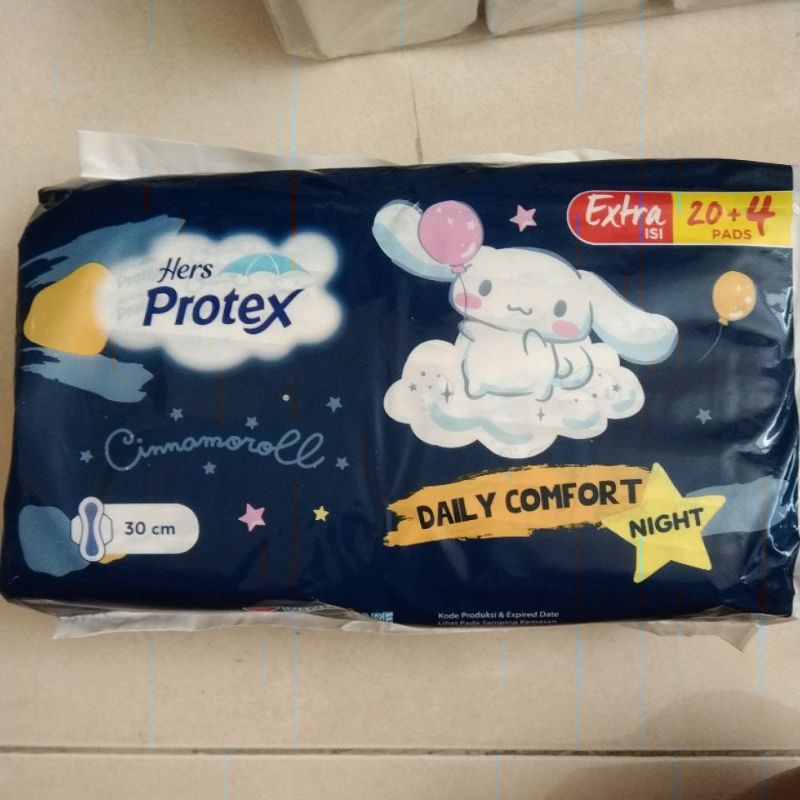 Hers
Protex
Extra
ISI
20 + 4
PADS
Cinnamoroll
30 cm
DAILY COMFORT
NIGHT
Kode Produksi & Expired Date
Lihat Pada Samping Kemasan